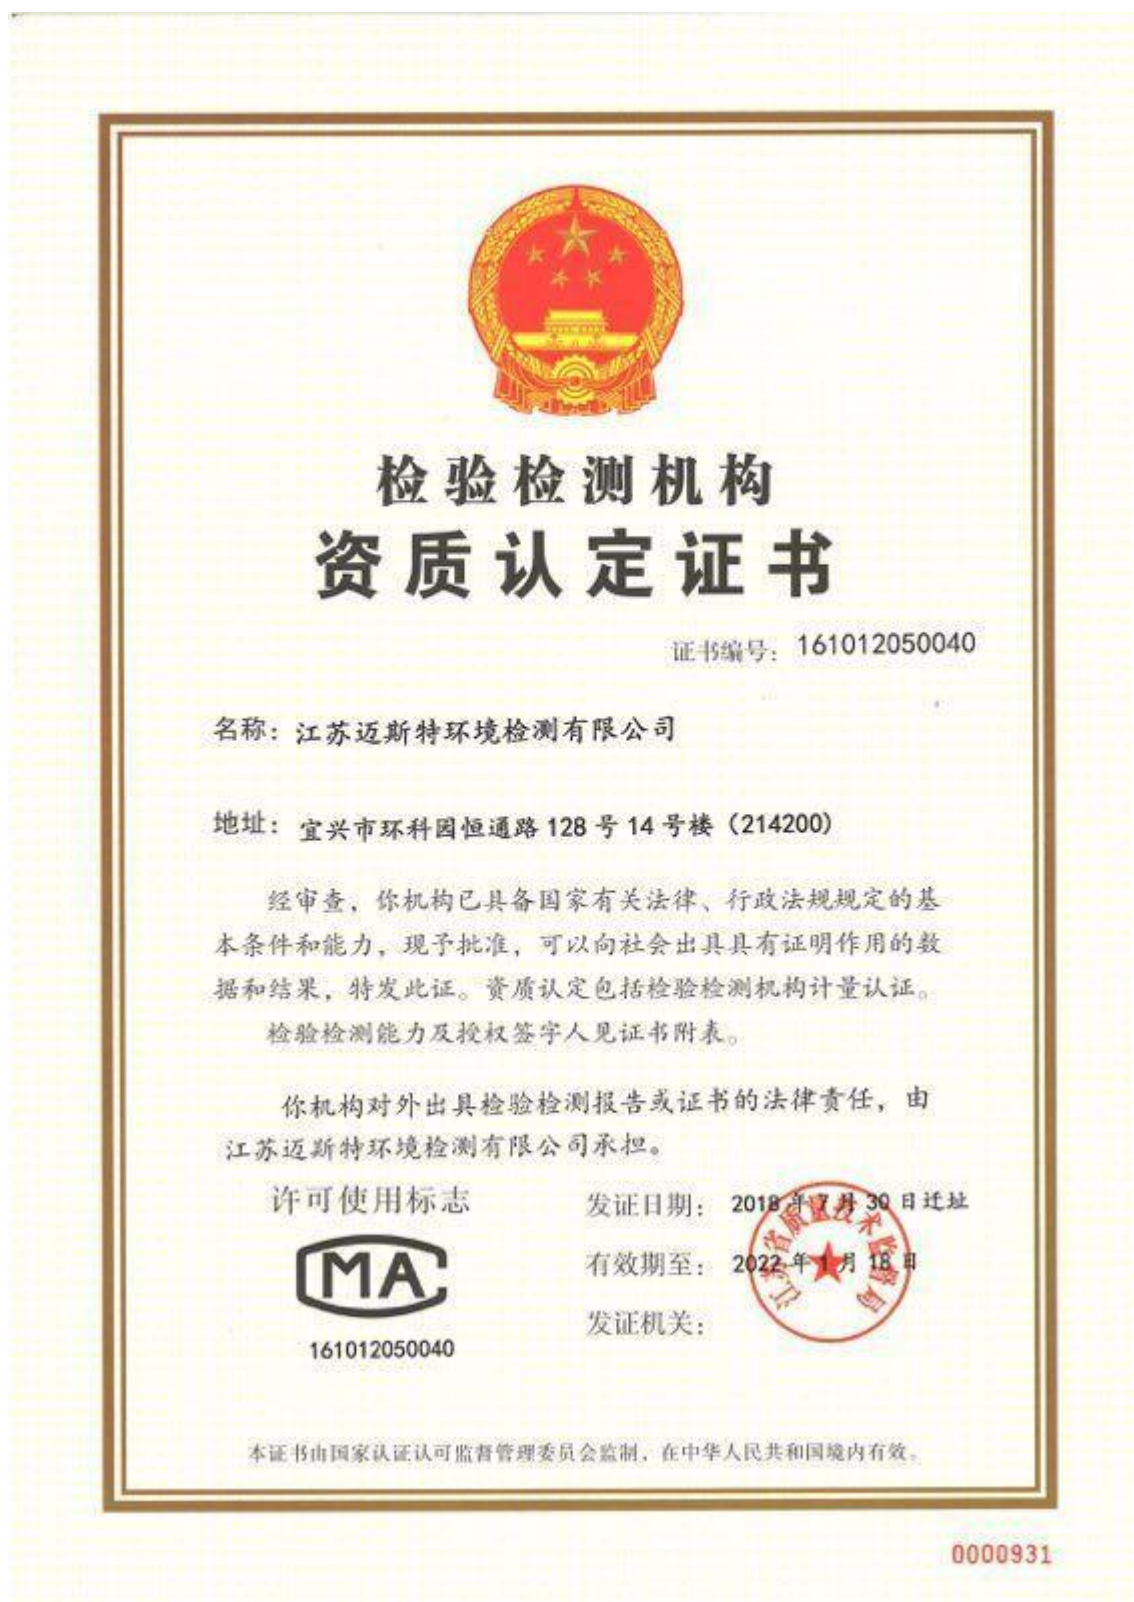 检验检测机构
资质认定证书
证书编号：161012050040
名称：江苏迈斯特环境检测有限公司
地址：宜兴市环科园恒通路128号14号楼（214200）
经审查，你机构已具备国家有关法律、行政法规规定的基
本条件和能力，现予批准，可以向社会出具具有证明作用的数
据和结果，特发此证。资质认定包括检验检测机构计量认证。
检验检测能力及授权签字人见证书附表。
你机构对外出具检验检测报告或证书的法律责任，由
江苏迈斯特环境检测有限公司承担。
许可使用标志
MA
161012050040
发证日期：2018年7月30日迁址
有效期至：2022年1月18日
发证机关：
江苏省质量技术监督局
本证书由国家认证认可监督管理委员会监制，在中华人民共和国境内有效。
0000931